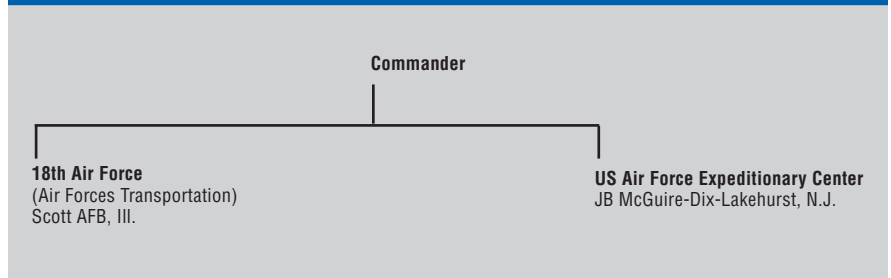 Commander
18th Air Force
(Air Forces Transportation)
Scott AFB, Ill.
US Air Force Expeditionary Center
JB McGuire-Dix-Lakehurst, N.J.